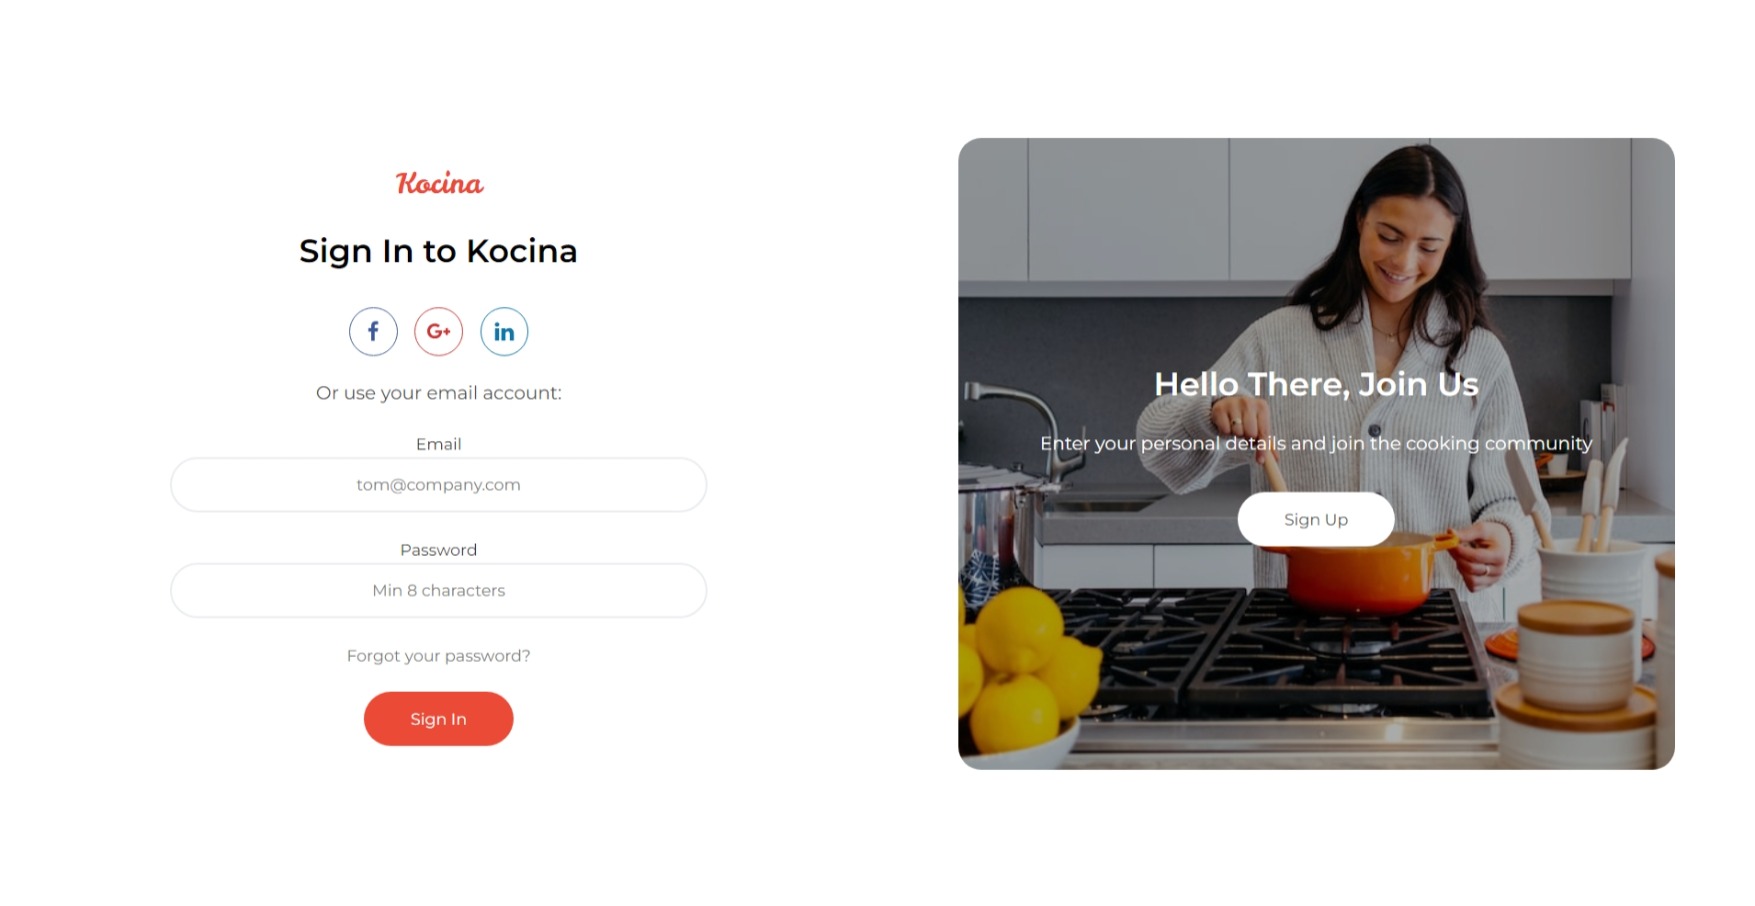 Kocina
Sign In to Kocina
f
G+
in
Or use your email account:
Email
tom@company.com
Password
Min 8 characters
Forgot your password?
Sign In
Hello There, Join Us
Enter your personal details and join the cooking community
Sign Up